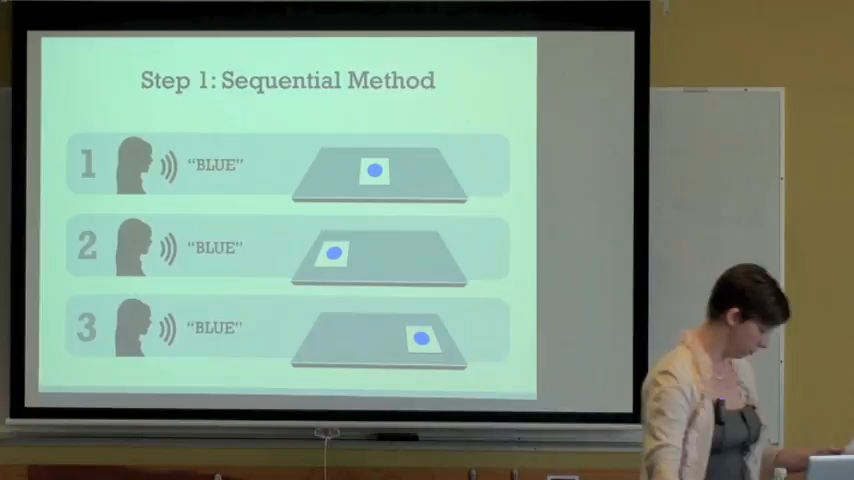 Step 1: Sequential Method
1 "BLUE"
2 "BLUE"
3 "BLUE"